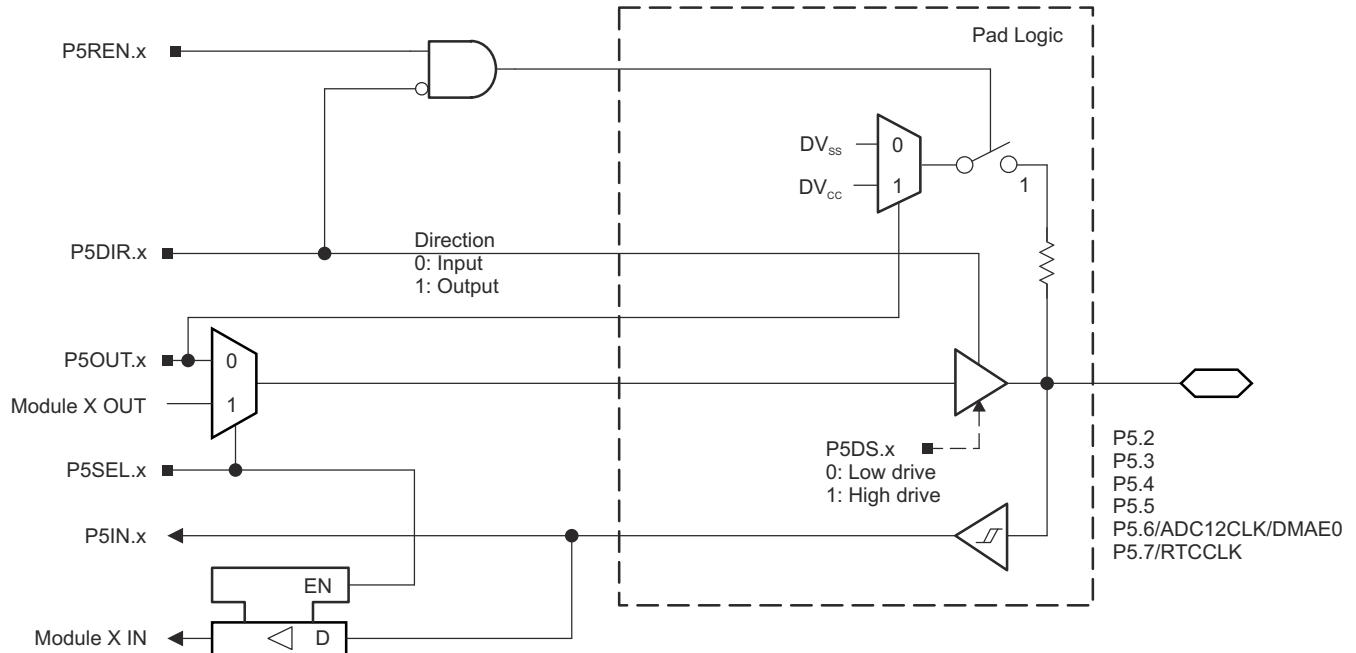 Pad Logic
P5REN.x
DVSS
0
DVCC
1
1
P5DIR.x
Direction
0: Input
1: Output
P5OUT.x
0
Module X OUT
1
P5SEL.x
P5DS.x
0: Low drive
1: High drive
P5.2
P5.3
P5.4
P5.5
P5.6/ADC12CLK/DMAE0
P5.7/RTCCLK
P5IN.x
EN
Module X IN
D